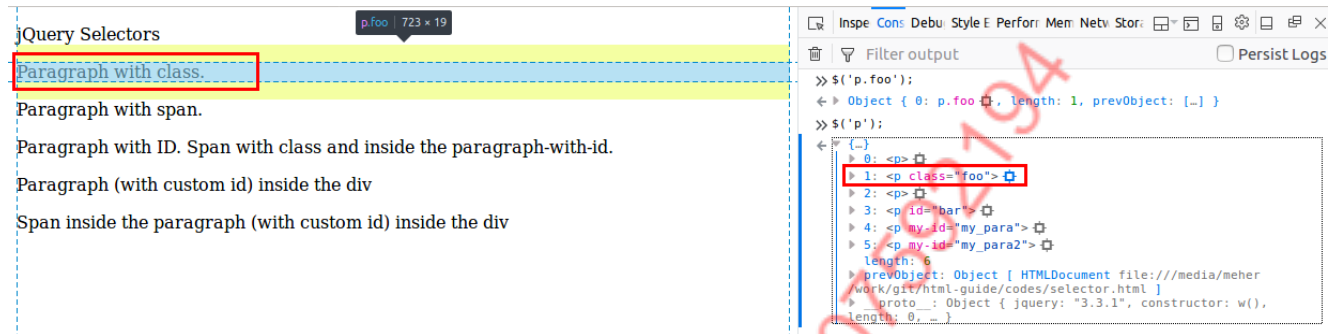 p.foo | 723 × 19
jQuery Selectors
Paragraph with class.
Paragraph with span.
Paragraph with ID. Span with class and inside the paragraph-with-id.
Paragraph (with custom id) inside the div
Span inside the paragraph (with custom id) inside the div
Inspe Cons Debu Style E Perforr Mem Netw Stora
Filter output Persist Logs
$('p.foo');
Object { 0: p.foo , length: 1, prevObject: […] }
$('p');
{…}
0: <p>
1: <p class="foo">
2: <p>
3: <p id="bar">
4: <p my-id="my_para">
5: <p my-id="my_para2">
length: 6
prevObject: Object [ HTMLDocument file:///media/meher
/work/git/html-guide/codes/selector.html ]
__proto__: Object { jquery: "3.3.1", constructor: w(),
length: 0, … }
07592194